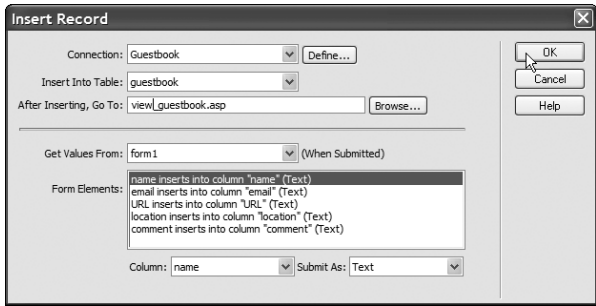 Insert Record
Connection: Guestbook Define... OK
Insert Into Table: guestbook Cancel
After Inserting, Go To: view_guestbook.asp Browse... Help
Get Values From: form1 (When Submitted)
Form Elements: name inserts into column "name" (Text)
email inserts into column "email" (Text)
URL inserts into column "URL" (Text)
location inserts into column "location" (Text)
comment inserts into column "comment" (Text)
Column: name Submit As: Text